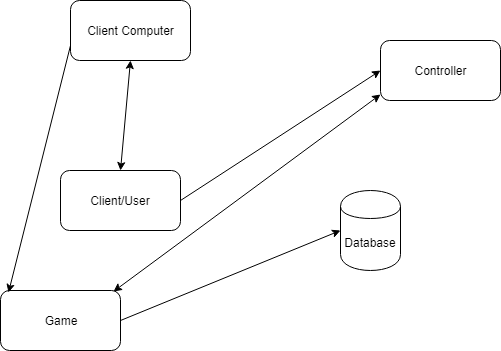 Client Computer
Controller
Client/User
Database
Game